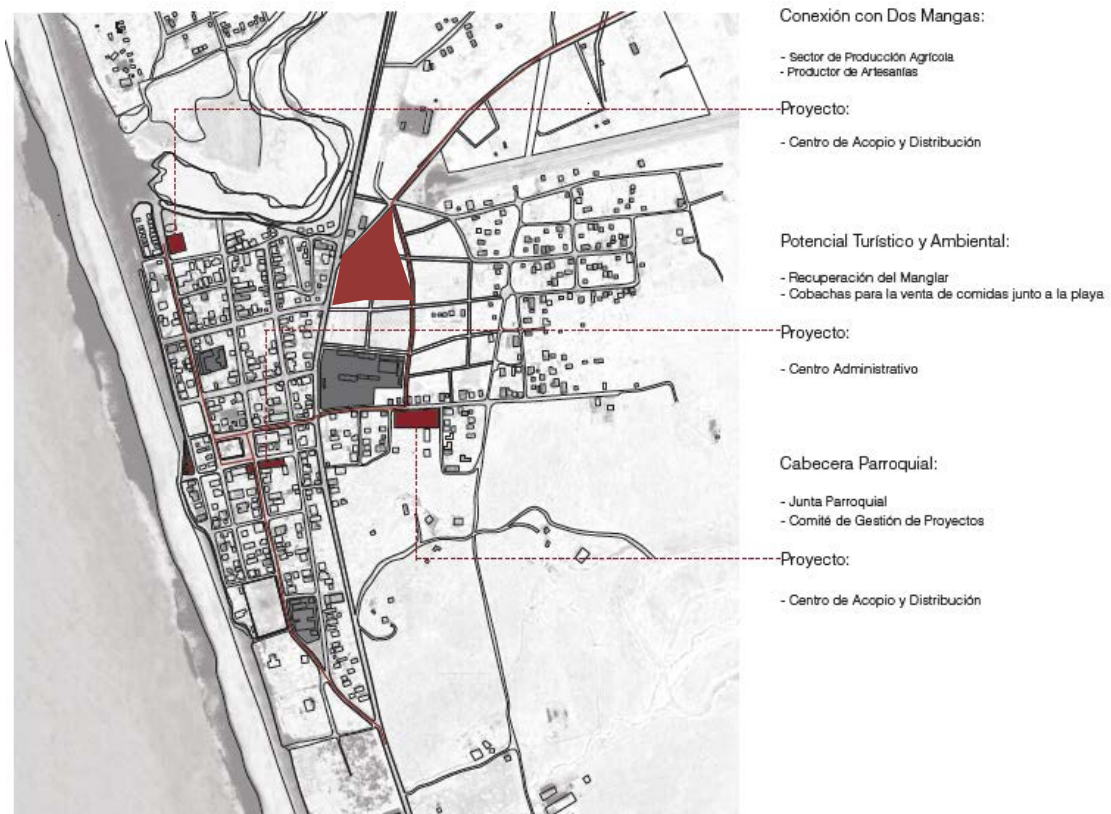 Conexión con Dos Mangas:
- Sector de Producción Agrícola
- Productor de Artesanías
Proyecto:
- Centro de Acopio y Distribución
Potencial Turístico y Ambiental:
- Recuperación del Manglar
- Cobachas para la venta de comidas junto a la playa
Proyecto:
- Centro Administrativo
Cabecera Parroquial:
- Junta Parroquial
- Comité de Gestión de Proyectos
Proyecto:
- Centro de Acopio y Distribución